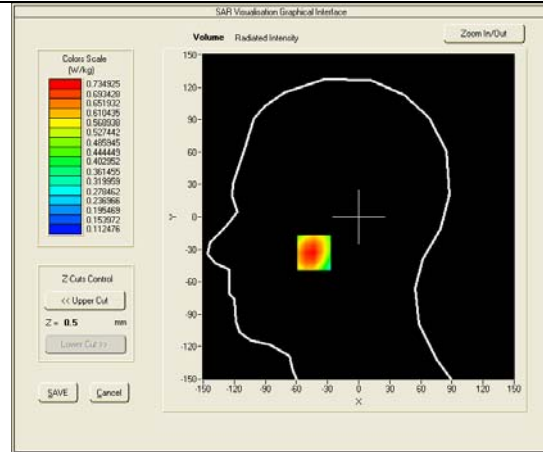 SAR Visualisation Graphical Interface
Volume Radiated Intensity
Zoom In/Out
Colors Scale
(W/kg)
0.734925
0.693428
0.651932
0.610435
0.568938
0.527442
0.485945
0.444449
0.402952
0.361455
0.319959
0.278462
0.236966
0.195469
0.153972
0.112476
Z Cuts Control
<< Upper Cut
Z = 0.5 mm
Lower Cut >>
SAVE Cancel
150
120
90
60
30
0
-30
-60
-90
-120
-150
Y
-150 -120 -90 -60 -30 0 30 60 90 120 150
X